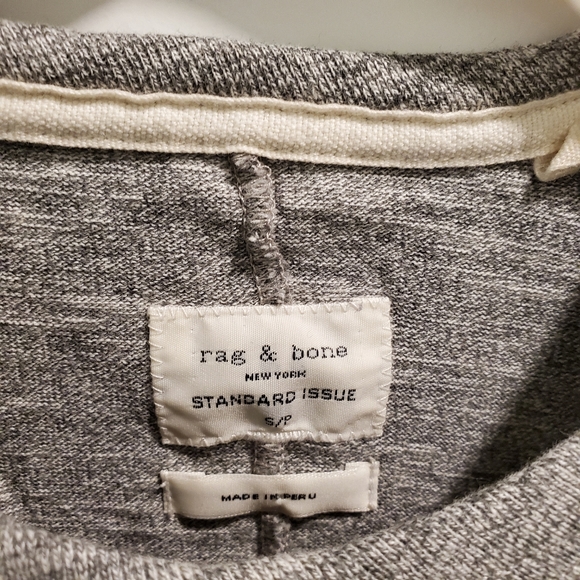 rag & bone
NEW YORK
STANDARD ISSUE
S/P
MADE IN PERU